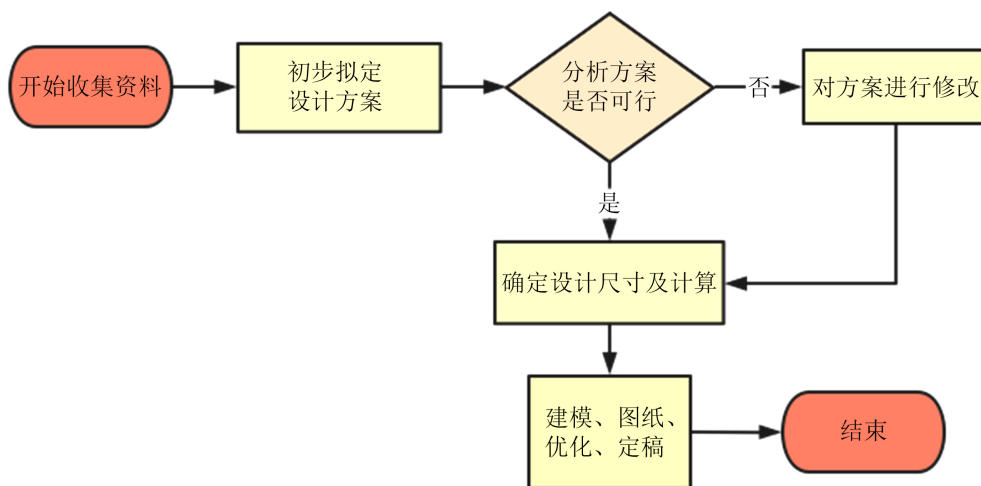 开始收集资料
初步拟定
设计方案
分析方案
是否可行
否
对方案进行修改
是
确定设计尺寸及计算
建模、图纸、
优化、定稿
结束